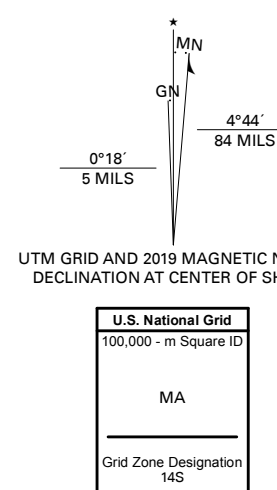 ★
MN
GN
4°44´
84 MILS
0°18´
5 MILS
UTM GRID AND 2019 MAGNETIC
DECLINATION AT CENTER OF
U.S. National Grid
100,000 - m Square ID
MA
Grid Zone Designation
14S